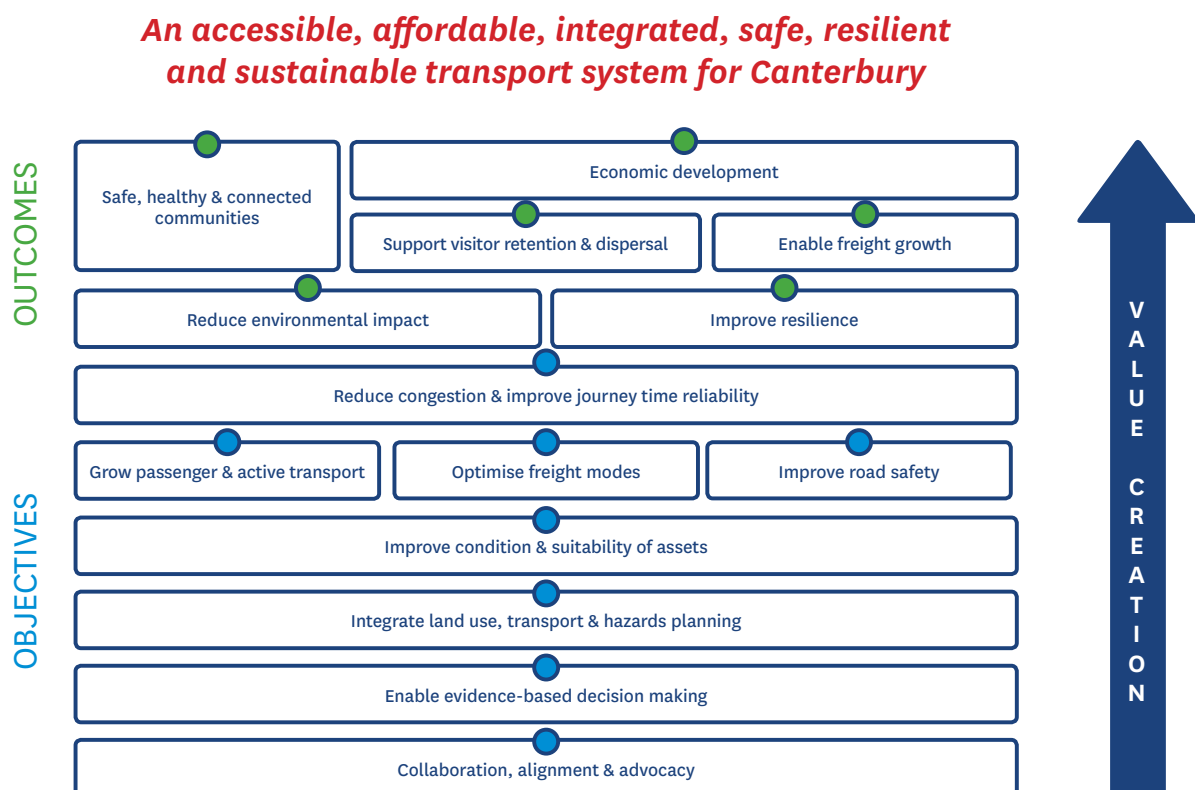 An accessible, affordable, integrated, safe, resilient
and sustainable transport system for Canterbury
OUTCOMES
Safe, healthy & connected
communities
Economic development
Support visitor retention & dispersal
Enable freight growth
Reduce environmental impact
Improve resilience
OBJECTIVES
Reduce congestion & improve journey time reliability
Grow passenger & active transport
Optimise freight modes
Improve road safety
Improve condition & suitability of assets
Integrate land use, transport & hazards planning
Enable evidence-based decision making
Collaboration, alignment & advocacy
VALUE CREATION